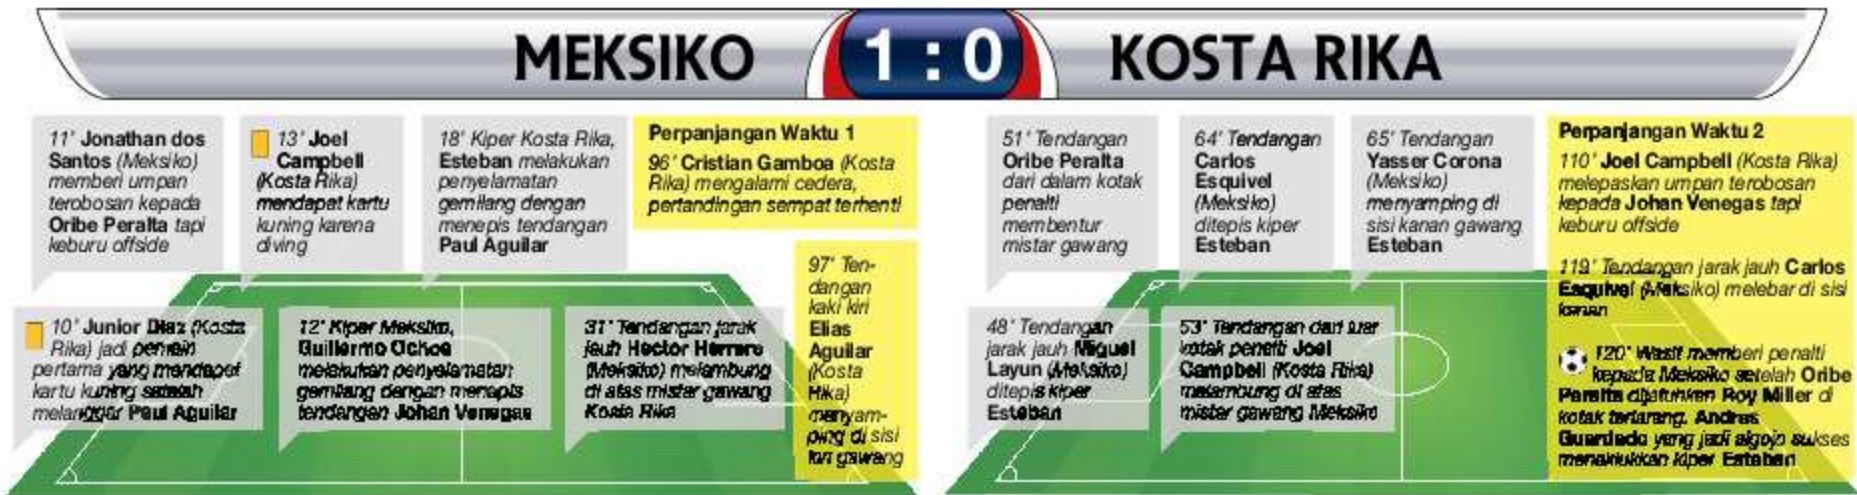 MEKSIKO 1 : 0 KOSTA RIKA
11' Jonathan dos
Santos (Meksiko)
memberi umpan
terobosan kepada
Oribe Peralta tapi
keburu offside
13' Joel
Campbell
(Kosta Rika)
mendapat kartu
kuning karena
diving
18' Kiper Kosta Rika,
Esteban melakukan
penyelamatan
gemilang dengan
menepis tendangan
Paul Aguilar
Perpanjangan Waktu 1
96' Cristian Gamboa (Kosta
Rika) mengalami cedera,
pertandingan sempat terhenti
10' Junior Diaz (Kosta
Rika) jadi pemain
pertama yang mendapat
kartu kuning setelah
melanggar Paul Aguilar
12' Kiper Meksiko,
Guillermo Ochoa
melakukan penyelamatan
gemilang dengan menepis
tendangan Johan Venegas
31' Tendangan jarak
jauh Hector Herrera
(Meksiko) melambung
di atas mistar gawang
Kosta Rika
97' Ten-
dangan
kaki kiri
Elias
Aguilar
(Kosta
Rika)
menyam-
ping di sisi
kiri gawang
51' Tendangan
Oribe Peralta
dari dalam kotak
penalti
membentur
mistar gawang
64' Tendangan
Carlos
Esquivel
(Meksiko)
ditepis kiper
Esteban
65' Tendangan
Yasser Corona
(Meksiko)
menyamping di
sisi kanan gawang
Esteban
48' Tendangan
jarak jauh Miguel
Layun (Meksiko)
ditepis kiper
Esteban
53' Tendangan dari luar
kotak penalti Joel
Campbell (Kosta Rika)
melambung di atas
mistar gawang Meksiko
Perpanjangan Waktu 2
110' Joel Campbell (Kosta Rika)
melepaskan umpan terobosan
kepada Johan Venegas tapi
keburu offside
119' Tendangan jarak jauh Carlos
Esquivel (Meksiko) melebar di sisi
kanan
120' Wasit memberi penalti
kepada Meksiko setelah Oribe
Peralta dijatuhkan Roy Miller di
kotak terlarang. Andres
Guardado yang jadi algojo sukses
menaklukkan kiper Esteban